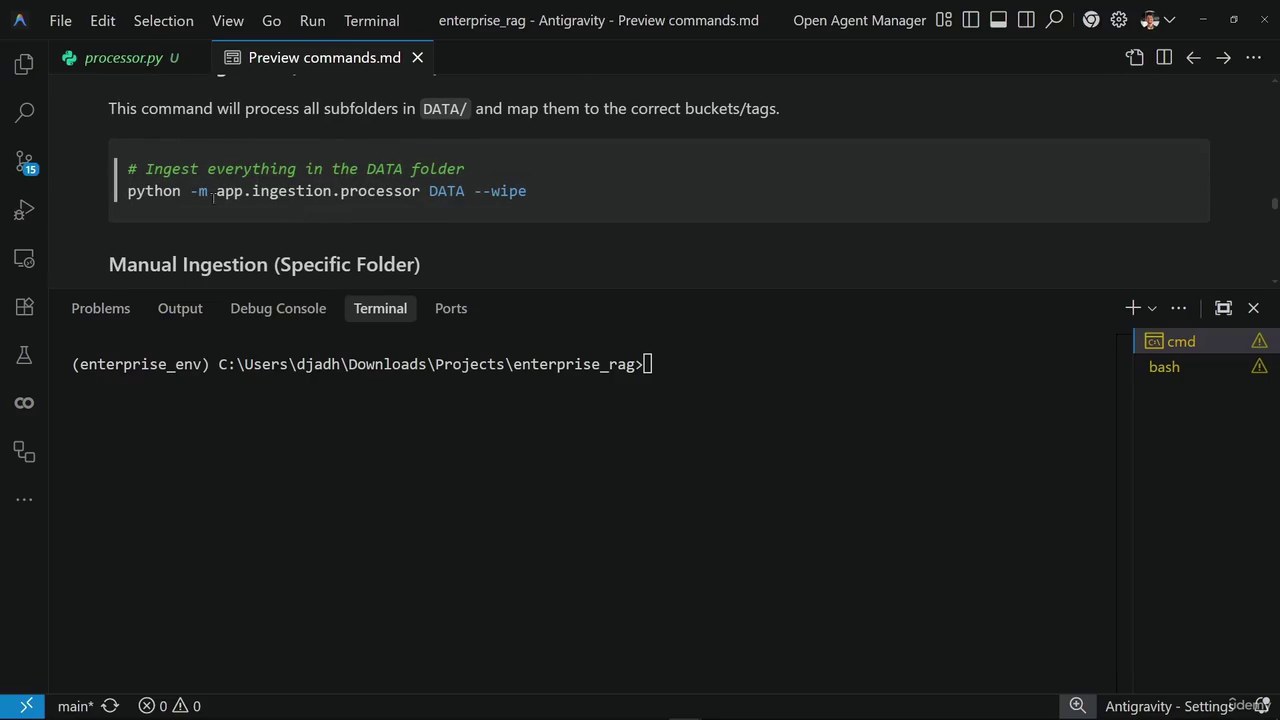 File Edit Selection View Go Run Terminal enterprise_rag - Antigravity - Preview commands.md Open Agent Manager
processor.py U Preview commands.md
This command will process all subfolders in DATA/ and map them to the correct buckets/tags.
# Ingest everything in the DATA folder
python -m app.ingestion.processor DATA --wipe
Manual Ingestion (Specific Folder)
15
Problems Output Debug Console Terminal Ports
cmd
bash
(enterprise_env) C:\Users\djadh\Downloads\Projects\enterprise_rag>
main* 0 0 Antigravity - Settings
Udemy